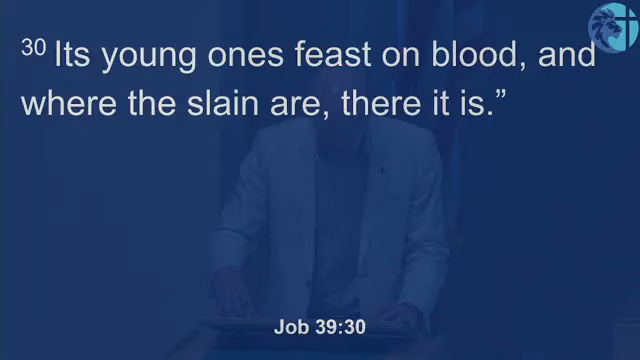 30 Its young ones feast on blood, and
where the slain are, there it is.”
Job 39:30